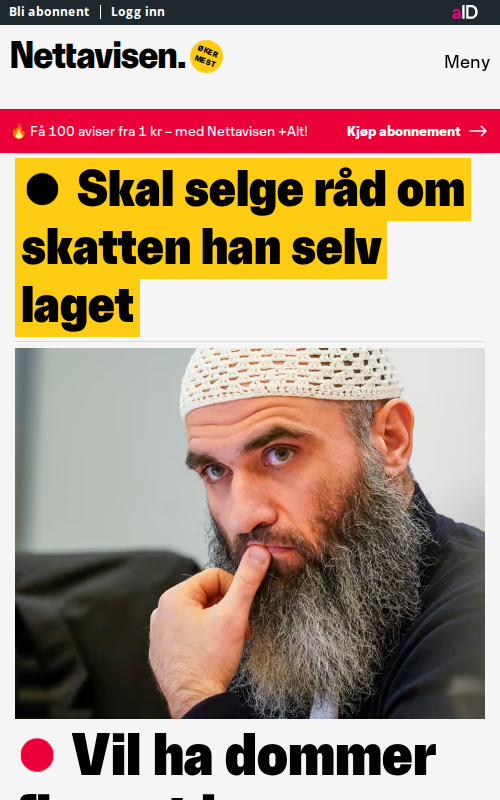 Bli abonnent | Logg inn
aID
Nettavisen.
ØKER
MEST
Meny
🔥 Få 100 aviser fra 1 kr – med Nettavisen +Alt!
Kjøp abonnement →
● Skal selge råd om
skatten han selv
laget
Vil ha dommer